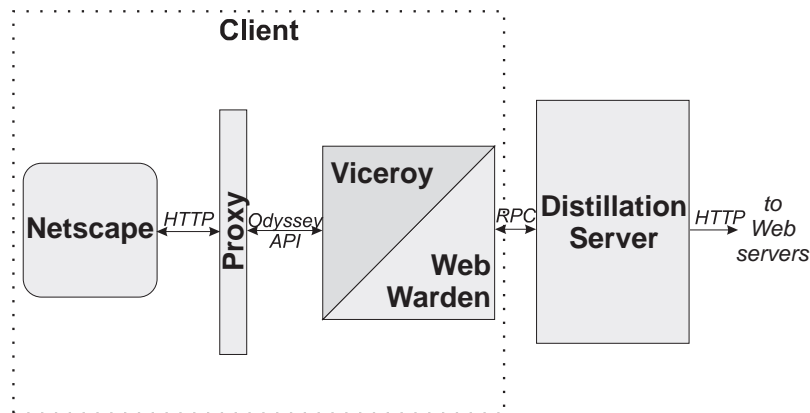 Client
Netscape
HTTP
Proxy
Odyssey
API
Viceroy
Web
Warden
RPC
Distillation
Server
HTTP
to
Web
servers